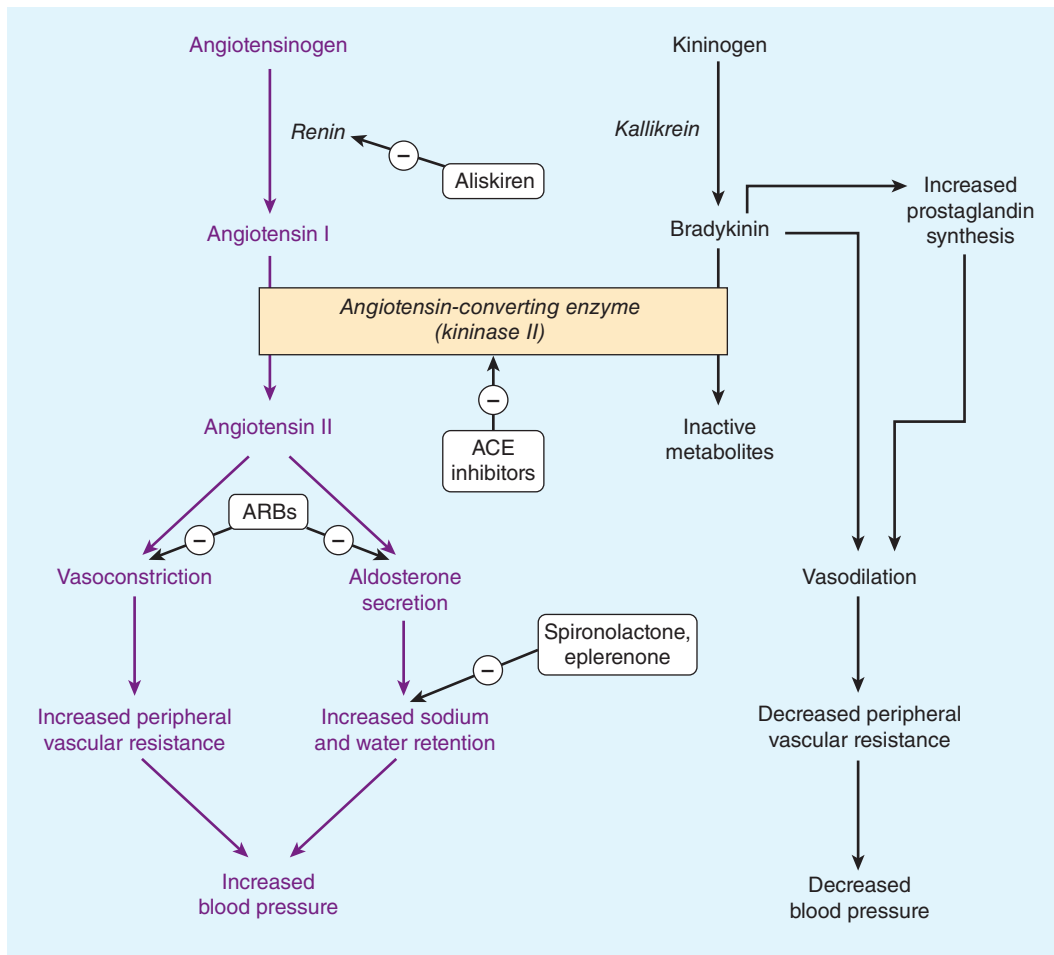 Angiotensinogen
Kininogen
Renin
Kallikrein
−
Aliskiren
Increased
prostaglandin
synthesis
Angiotensin I
Bradykinin
Angiotensin-converting enzyme
(kininase II)
−
Angiotensin II
Inactive
metabolites
ACE
inhibitors
ARBs
−
−
Vasoconstriction
Aldosterone
secretion
Vasodilation
Spironolactone,
eplerenone
−
Increased peripheral
vascular resistance
Increased sodium
and water retention
Decreased peripheral
vascular resistance
Increased
blood pressure
Decreased
blood pressure